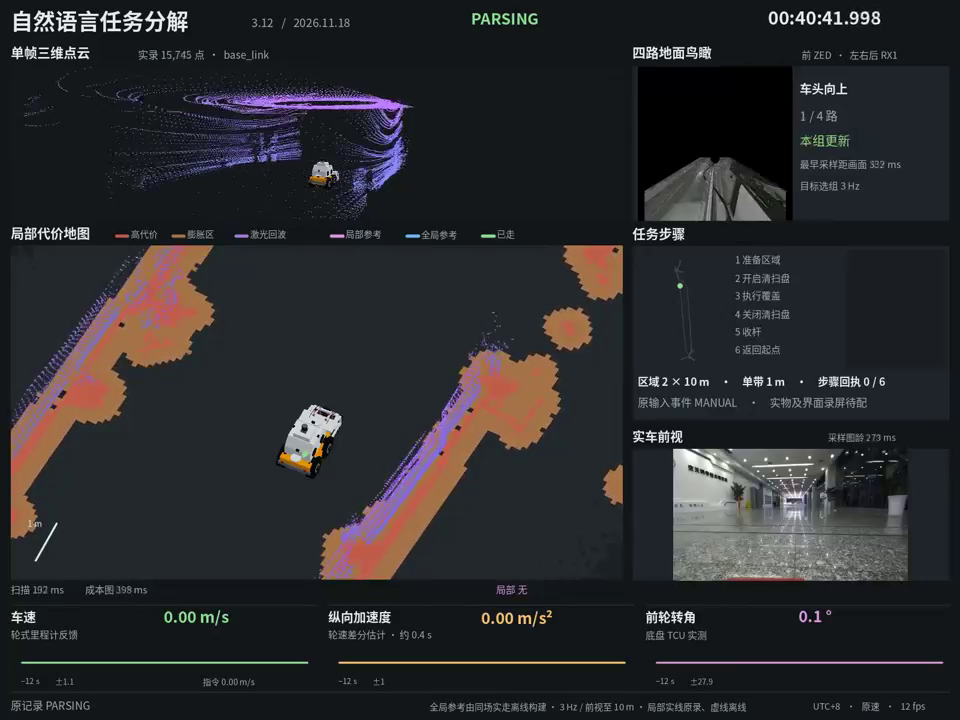 自然语言任务分解 3.12 / 2026.11.18 PARSING 00:40:41.998
单帧三维点云 实录 15,745 点 · base_link
四路地面鸟瞰 前 ZED · 左右后 RX1
车头向上
1 / 4 路
本组更新
最早采样距画面 332 ms
目标选组 3 Hz
局部代价地图 高代价 膨胀区 激光回波 局部参考 全局参考 已走
1 m
扫描 192 ms 成本图 398 ms 局部 无
任务步骤
1 准备区域
2 开启清扫盘
3 执行覆盖
4 关闭清扫盘
5 收杆
6 返回起点
区域 2 × 10 m · 单带 1 m · 步骤回执 0 / 6
原输入事件 MANUAL · 实物及界面录屏待配
实车前视 采样图龄 273 ms
车速 0.00 m/s
轮式里程计反馈
−12 s ±1.1 指令 0.00 m/s
纵向加速度 0.00 m/s²
轮速差分估计 · 约 0.4 s
−12 s ±1
前轮转角 0.1 °
底盘 TCU 实测
−12 s ±27.9
原记录 PARSING 全局参考由同场实走离线构建 · 3 Hz / 前视至 10 m · 局部实线原录、虚线离线 UTC+8 · 原速 · 12 fps